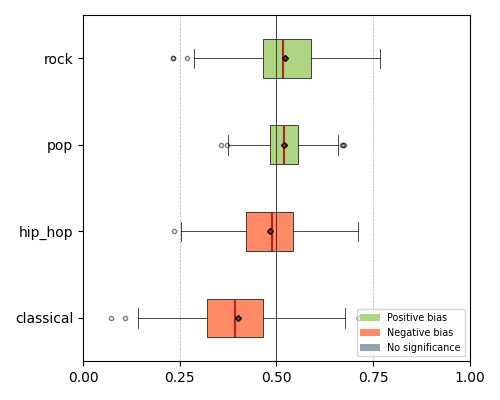 rock
pop
hip_hop
classical
Positive bias
Negative bias
No significance
0.00 0.25 0.50 0.75 1.00